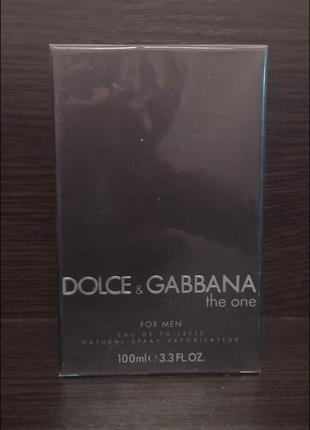 DOLCE & GABBANA
the one
FOR MEN
EAU DE TOILETTE
NATURAL SPRAY VAPORISATEUR
100ml℮3.3 FL.OZ.